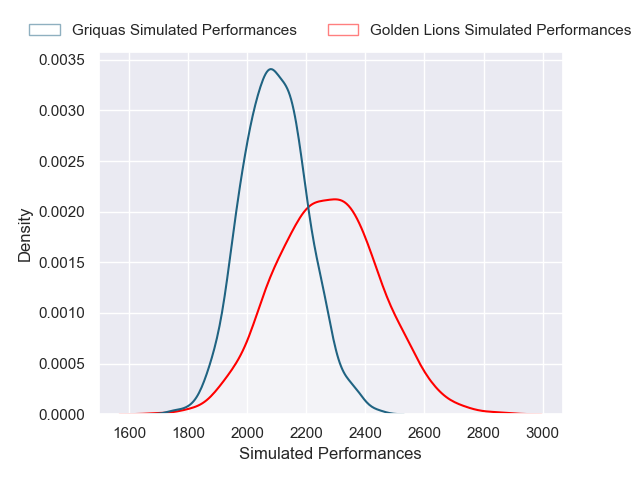 Griquas Simulated Performances
Golden Lions Simulated Performances
0.0035
0.0030
0.0025
0.0020
0.0015
0.0010
0.0005
0.0000
Density
1600 1800 2000 2200 2400 2600 2800 3000
Simulated Performances